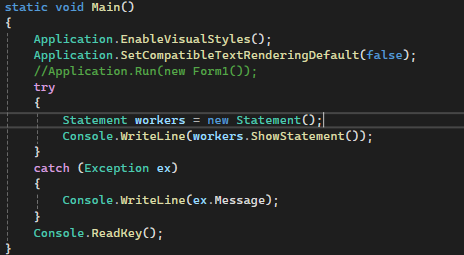 static void Main()
{
    Application.EnableVisualStyles();
    Application.SetCompatibleTextRenderingDefault(false);
    //Application.Run(new Form1());
    try
    {
        Statement workers = new Statement();
        Console.WriteLine(workers.ShowStatement());
    }
    catch (Exception ex)
    {
        Console.WriteLine(ex.Message);
    }
    Console.ReadKey();
}